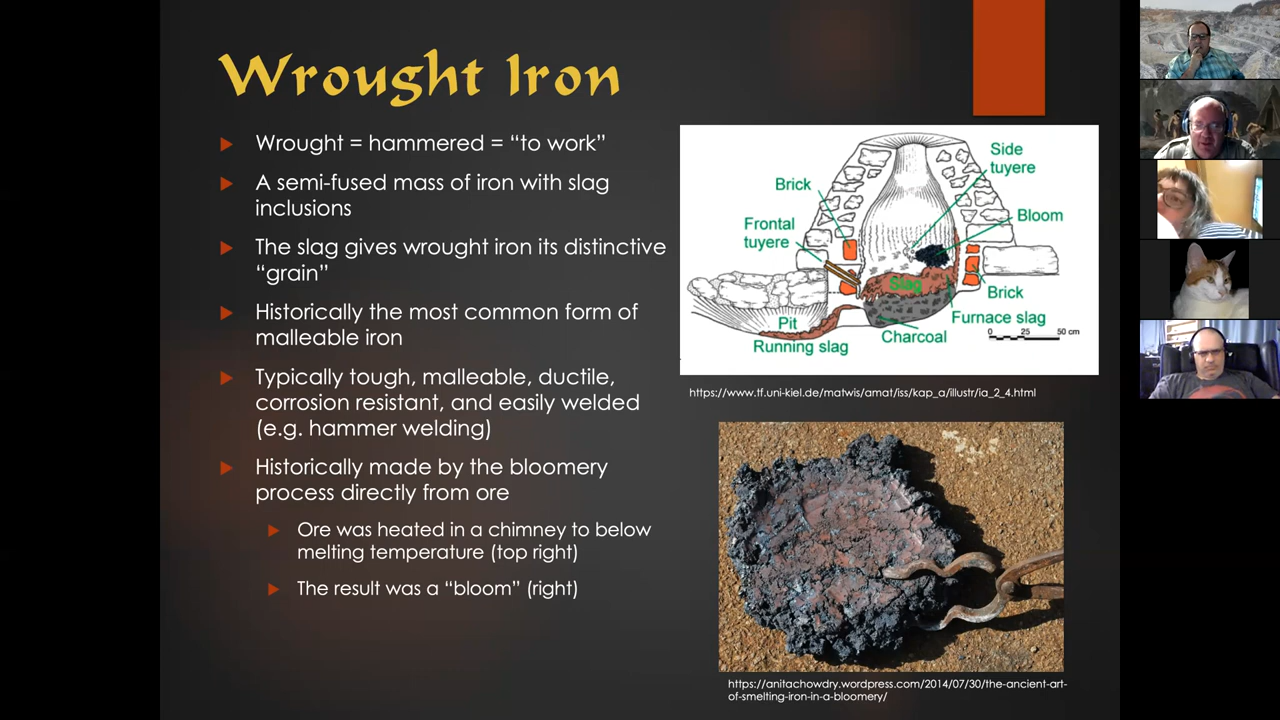 Wrought Iron
Wrought = hammered = “to work”
A semi-fused mass of iron with slag
inclusions
The slag gives wrought iron its distinctive
“grain”
Historically the most common form of
malleable iron
Typically tough, malleable, ductile,
corrosion resistant, and easily welded
(e.g. hammer welding)
Historically made by the bloomery
process directly from ore
Ore was heated in a chimney to below
melting temperature (top right)
The result was a “bloom” (right)
Side
tuyere
Brick
Bloom
Frontal
tuyere
Slag
Brick
Furnace slag
Pit
Charcoal
0 25 50 cm
Running slag
https://www.tf.uni-kiel.de/matwis/amat/iss/kap_a/illustr/ia_2_4.html
https://anitachowdry.wordpress.com/2014/07/30/the-ancient-art-
of-smelting-iron-in-a-bloomery/